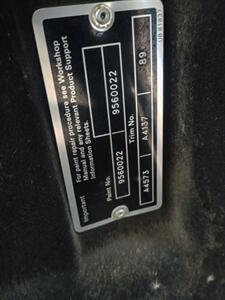 Important
For paint repair procedure see Workshop
Manual and any relevant Product Support
Information Sheets.
Paint No.
9560022 9560022
Trim No.
A4573 A4137 89